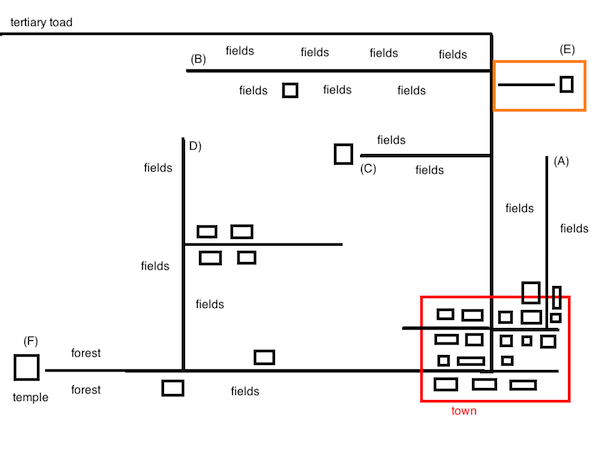 tertiary toad
(E)
fields fields fields fields
(B)
fields fields fields
fields
D)
(C)
(A)
fields
fields
fields
fields
fields
fields
(F)
forest
forest
temple
fields
town